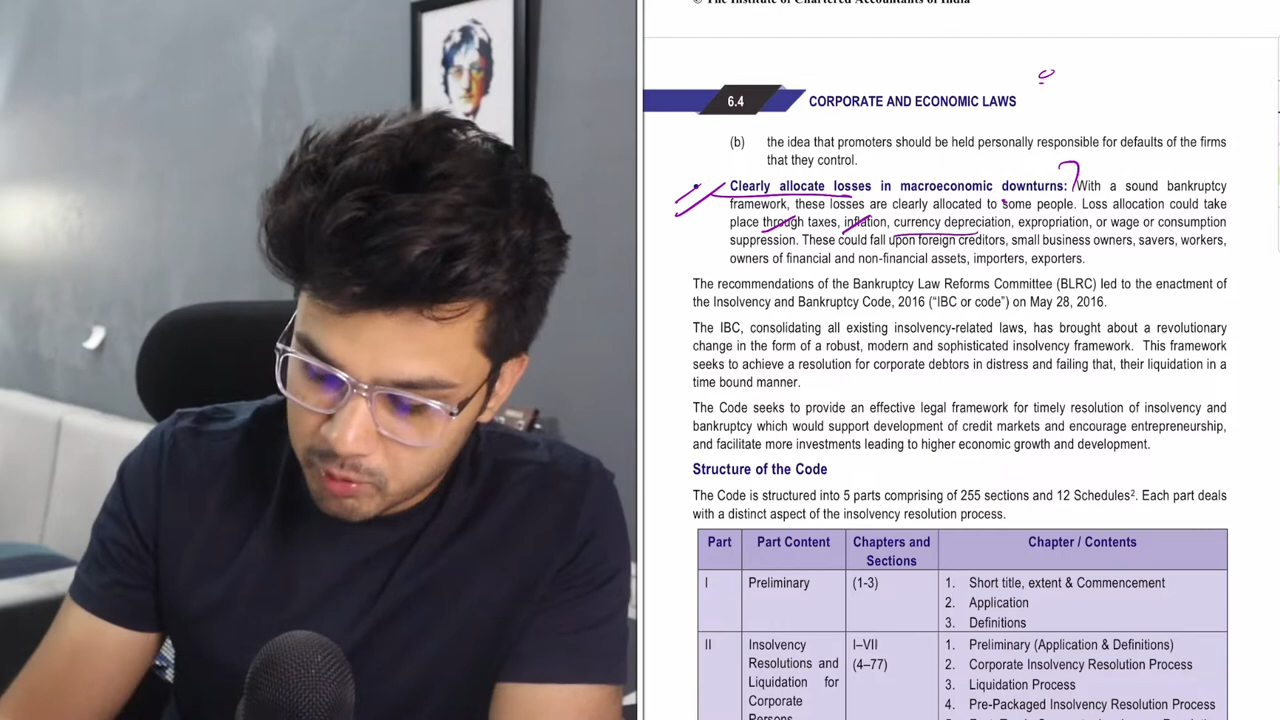 © The Institute of Chartered Accountants of India
6.4 CORPORATE AND ECONOMIC LAWS
(b) the idea that promoters should be held personally responsible for defaults of the firms
that they control.
• Clearly allocate losses in macroeconomic downturns: With a sound bankruptcy
framework, these losses are clearly allocated to some people. Loss allocation could take
place through taxes, inflation, currency depreciation, expropriation, or wage or consumption
suppression. These could fall upon foreign creditors, small business owners, savers, workers,
owners of financial and non-financial assets, importers, exporters.
The recommendations of the Bankruptcy Law Reforms Committee (BLRC) led to the enactment of
the Insolvency and Bankruptcy Code, 2016 (“IBC or code”) on May 28, 2016.
The IBC, consolidating all existing insolvency-related laws, has brought about a revolutionary
change in the form of a robust, modern and sophisticated insolvency framework. This framework
seeks to achieve a resolution for corporate debtors in distress and failing that, their liquidation in a
time bound manner.
The Code seeks to provide an effective legal framework for timely resolution of insolvency and
bankruptcy which would support development of credit markets and encourage entrepreneurship,
and facilitate more investments leading to higher economic growth and development.
Structure of the Code
The Code is structured into 5 parts comprising of 255 sections and 12 Schedules². Each part deals
with a distinct aspect of the insolvency resolution process.
Part Part Content Chapters and Chapter / Contents
Sections
I Preliminary (1-3) 1. Short title, extent & Commencement
2. Application
3. Definitions
II Insolvency I–VII 1. Preliminary (Application & Definitions)
Resolutions and (4–77) 2. Corporate Insolvency Resolution Process
Liquidation for 3. Liquidation Process
Corporate 4. Pre-Packaged Insolvency Resolution Process
Persons